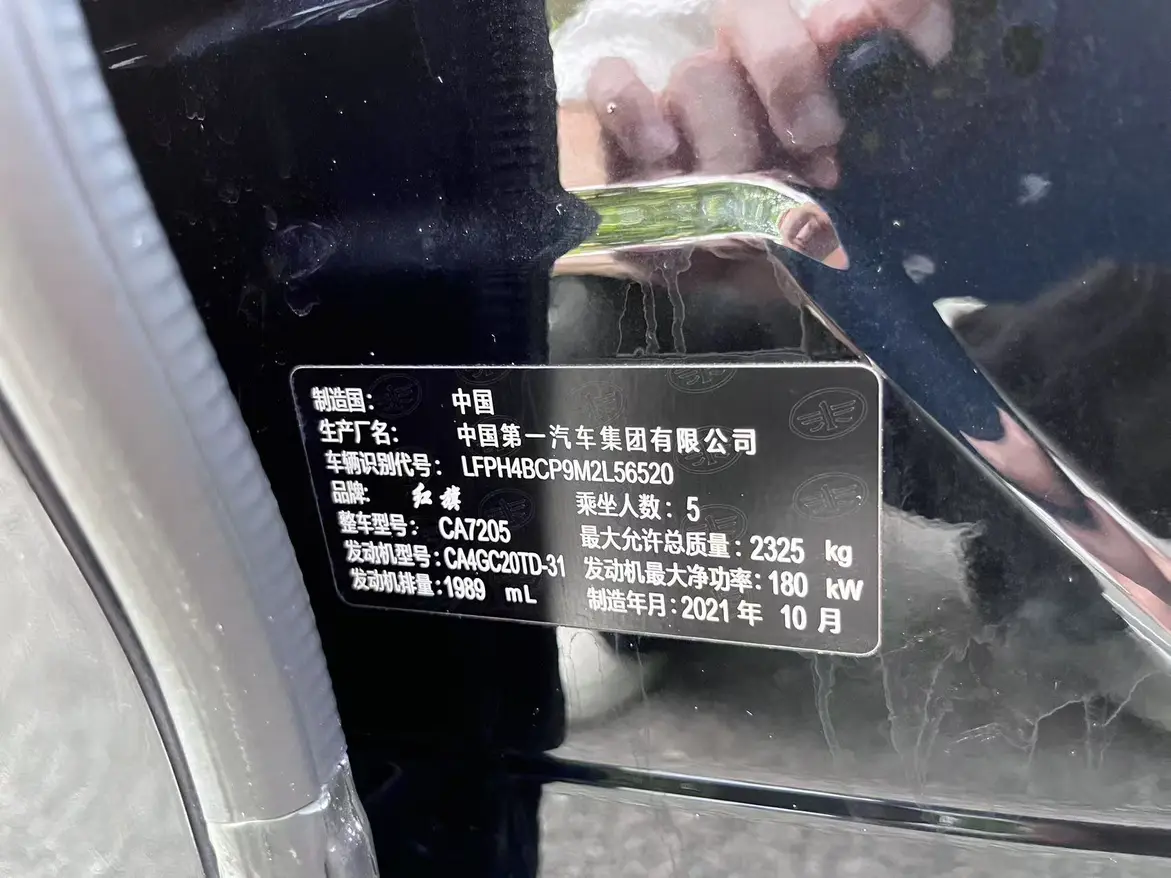 制造国： 中国
生产厂名： 中国第一汽车集团有限公司
车辆识别代号： LFPH4BCP9M2L56520
品牌： 红旗 乘坐人数： 5
整车型号： CA7205 最大允许总质量： 2325 kg
发动机型号： CA4GC20TD-31 发动机最大净功率： 180 kW
发动机排量： 1989 mL 制造年月： 2021 年 10 月